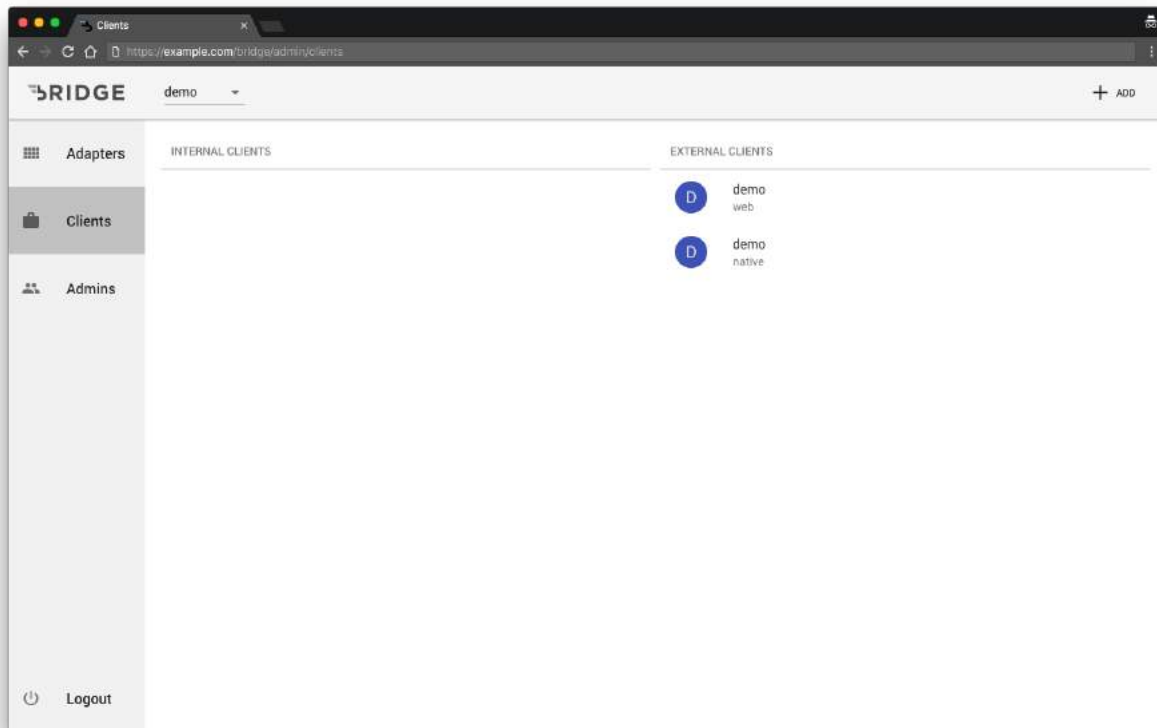 Clients
https://example.com/bridge/admin/clients
BRIDGE
demo
ADD
Adapters
Clients
Admins
Logout
INTERNAL CLIENTS
EXTERNAL CLIENTS
D
demo
web
D
demo
native